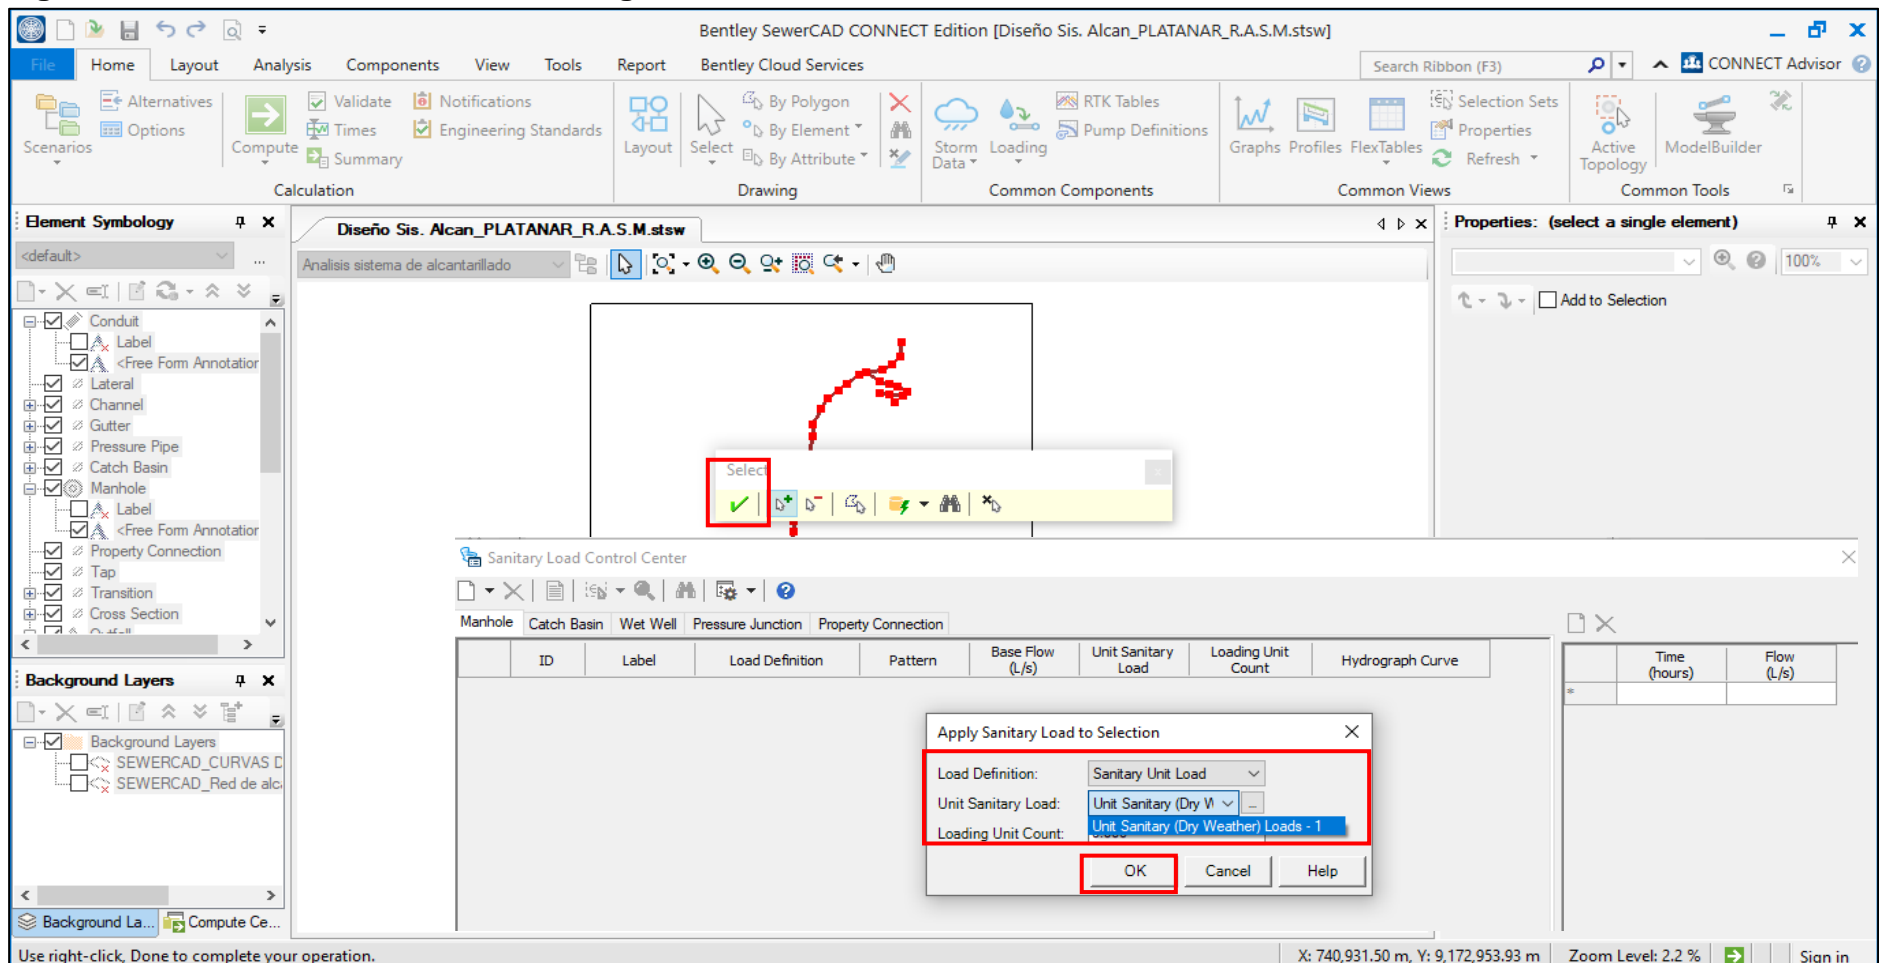 Bentley SewerCAD CONNECT Edition [Diseño Sis. Alcan_PLATANAR_R.A.S.M.stsw]
File Home Layout Analysis Components View Tools Report Bentley Cloud Services Search Ribbon (F3) CONNECT Advisor
Scenarios Alternatives Options
Compute Validate Times Summary Notifications Engineering Standards
Calculation
Layout Select By Polygon By Element By Attribute
Drawing
Storm Data Loading RTK Tables Pump Definitions
Common Components
Graphs Profiles FlexTables Selection Sets Properties Refresh
Common Views
Active Topology ModelBuilder
Common Tools
Element Symbology
<default> ...
Conduit
Label
<Free Form Annotation
Lateral
Channel
Gutter
Pressure Pipe
Catch Basin
Manhole
Label
<Free Form Annotation
Property Connection
Tap
Transition
Cross Section
Background Layers
Background Layers
SEWERCAD_CURVAS D
SEWERCAD_Red de alc
Background La... Compute Ce...
Diseño Sis. Alcan_PLATANAR_R.A.S.M.stsw
Analisis sistema de alcantarillado
Select
Properties: (select a single element)
100%
Add to Selection
Sanitary Load Control Center
Manhole Catch Basin Wet Well Pressure Junction Property Connection
ID Label Load Definition Pattern Base Flow (L/s) Unit Sanitary Load Loading Unit Count Hydrograph Curve
Time (hours) Flow (L/s)
*
Apply Sanitary Load to Selection
Load Definition: Sanitary Unit Load
Unit Sanitary Load: Unit Sanitary (Dry W
Unit Sanitary (Dry Weather) Loads - 1
Loading Unit Count:
OK Cancel Help
Use right-click, Done to complete your operation. X: 740,931.50 m, Y: 9,172,953.93 m Zoom Level: 2.2 % Sign in